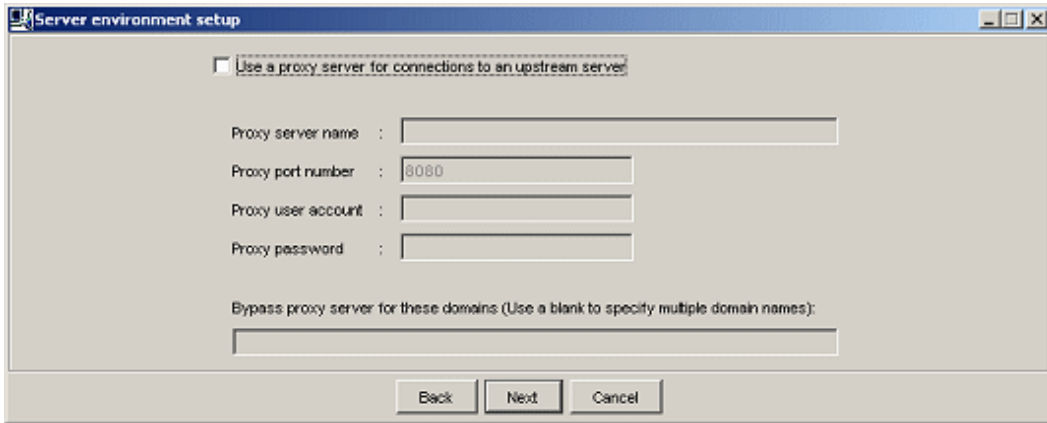 Server environment setup
Use a proxy server for connections to an upstream server
Proxy server name :
Proxy port number : 8080
Proxy user account :
Proxy password :
Bypass proxy server for these domains (Use a blank to specify multiple domain names):
Back Next Cancel